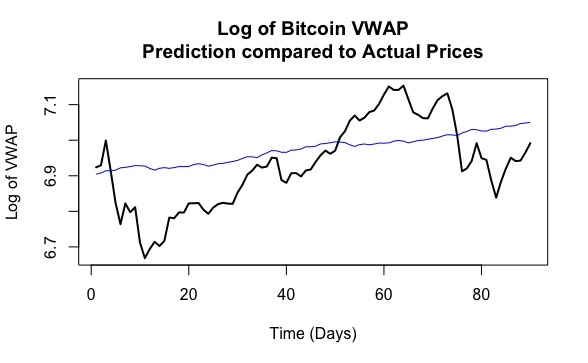 Log of Bitcoin VWAP
Prediction compared to Actual Prices
Log of VWAP
7.1
6.9
6.7
0 20 40 60 80
Time (Days)